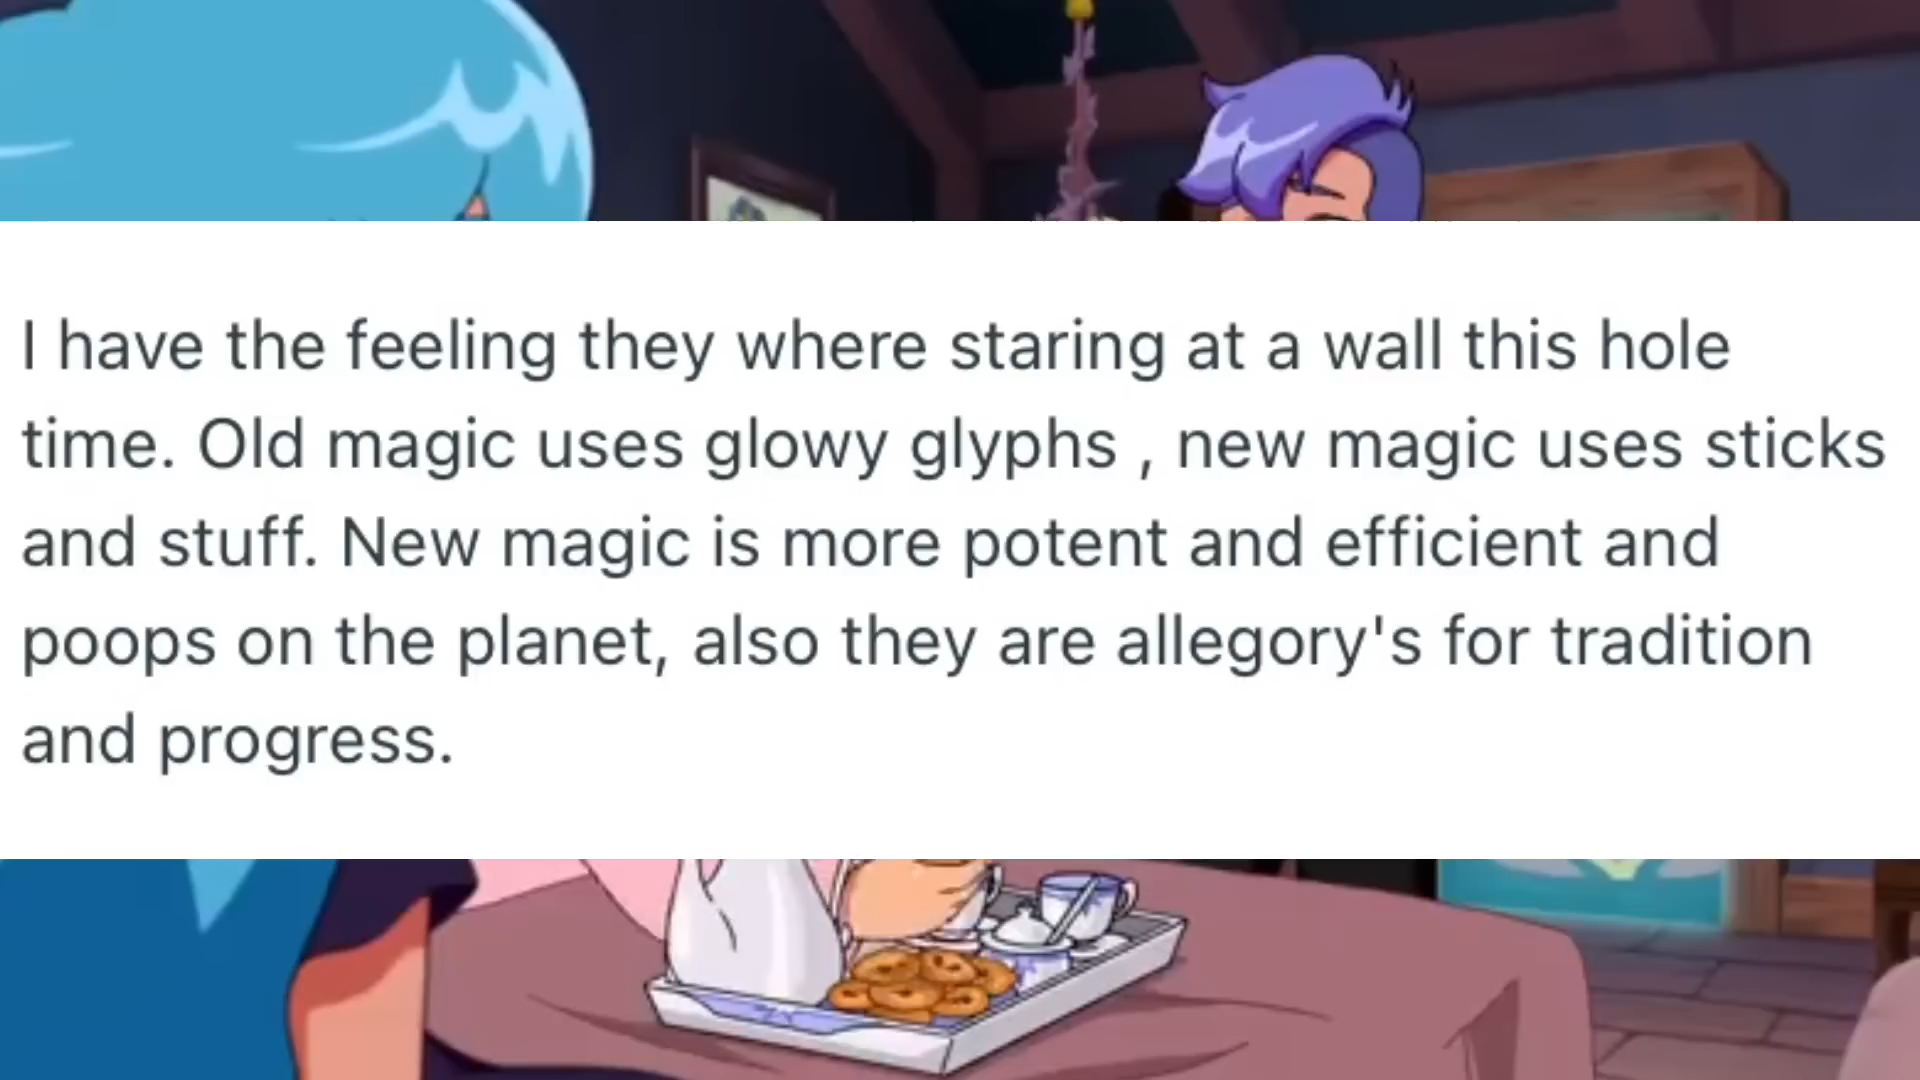 I have the feeling they where staring at a wall this hole
time. Old magic uses glowy glyphs , new magic uses sticks
and stuff. New magic is more potent and efficient and
poops on the planet, also they are allegory's for tradition
and progress.